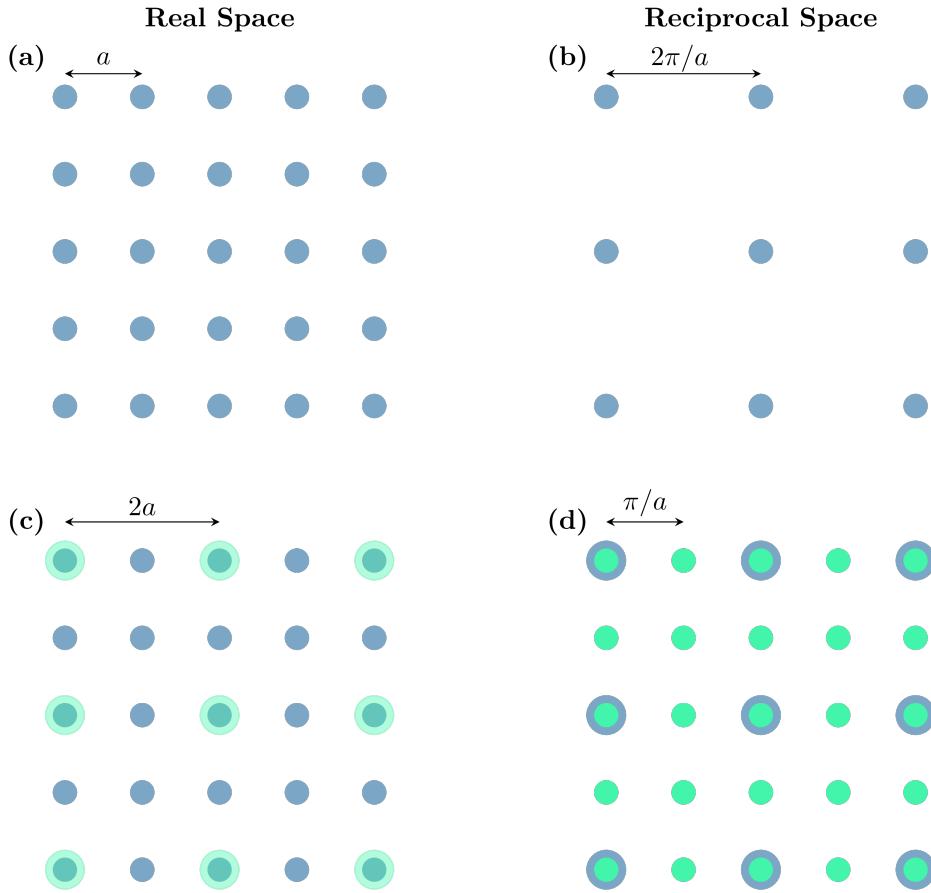 Real Space
Reciprocal Space
(a)
a
(b)
2π/a
(c)
2a
(d)
π/a